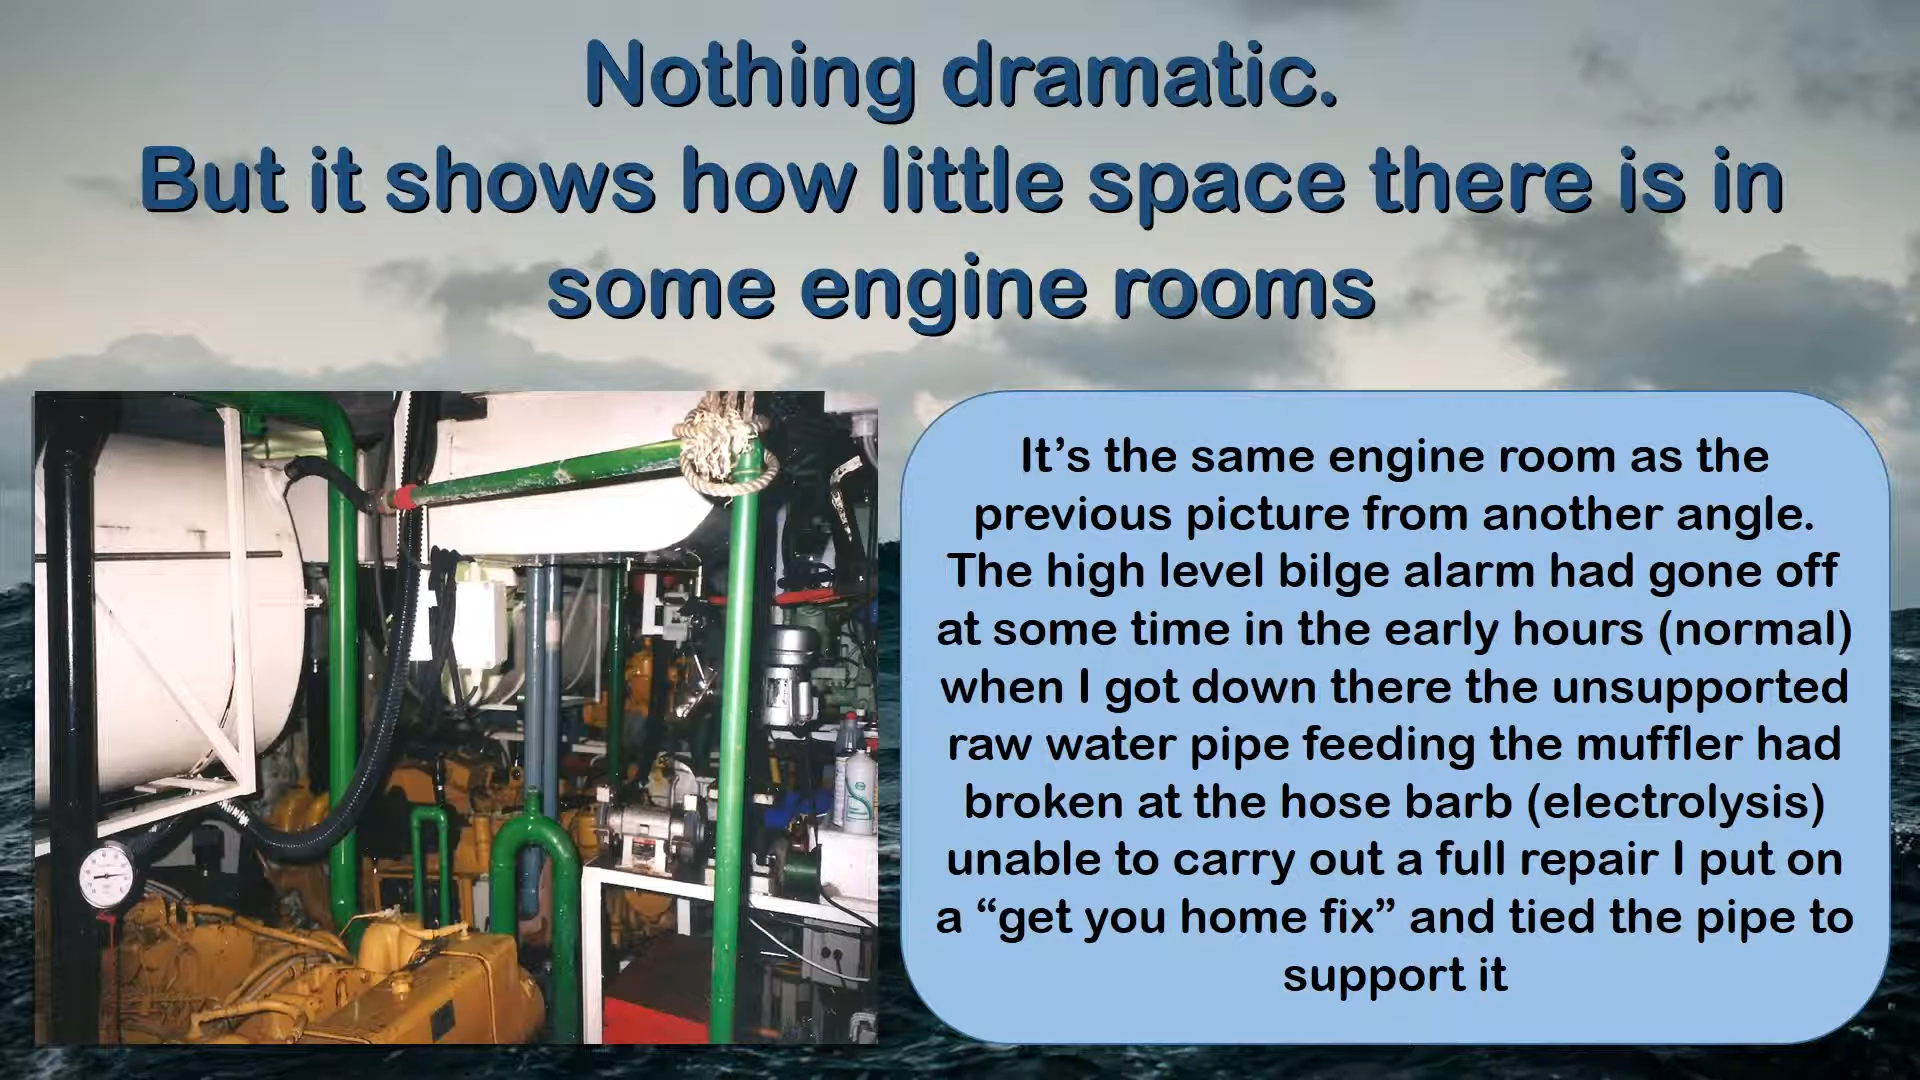 Nothing dramatic.
But it shows how little space there is in
some engine rooms
It’s the same engine room as the
previous picture from another angle.
The high level bilge alarm had gone off
at some time in the early hours (normal)
when I got down there the unsupported
raw water pipe feeding the muffler had
broken at the hose barb (electrolysis)
unable to carry out a full repair I put on
a “get you home fix” and tied the pipe to
support it